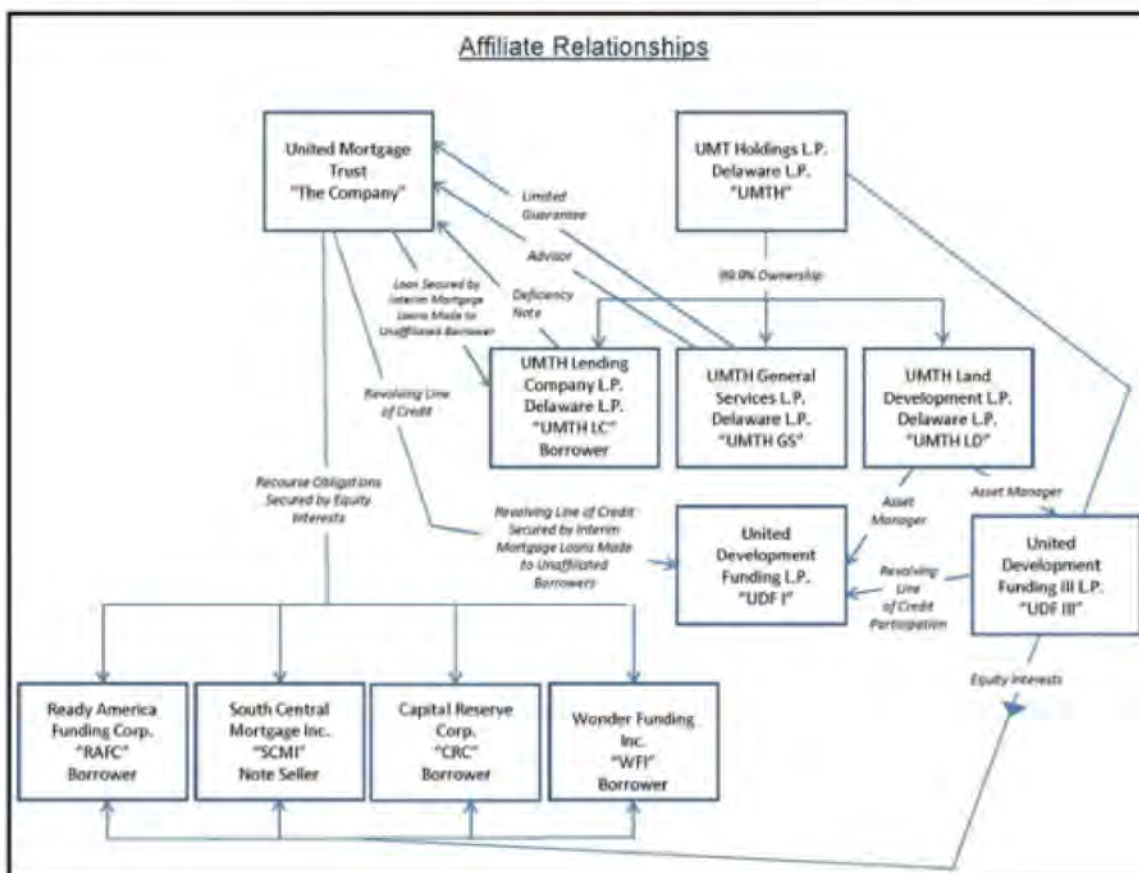 Affiliate Relationships
United Mortgage
Trust
"The Company"
UMT Holdings L.P.
Delaware L.P.
"UMTH"
Limited
Guarantee
Advisor
99.9% Ownership
Loan Secured by
Interim Mortgage
Loans Made to
Unaffiliated Borrower
Deficiency
Note
UMTH Lending
Company L.P.
Delaware L.P.
"UMTH LC"
Borrower
UMTH General
Services L.P.
Delaware L.P.
"UMTH GS"
UMTH Land
Development L.P.
Delaware L.P.
"UMTH LD"
Revolving Line
of Credit
Recourse Obligations
Secured by Equity
Interests
Revolving Line of Credit
Secured by Interim
Mortgage Loans Made
to Unaffiliated
Borrowers
Asset
Manager
Asset Manager
United
Development
Funding L.P.
"UDF I"
Revolving
Line
of Credit
Participation
United
Development
Funding III L.P.
"UDF III"
Equity Interests
Ready America
Funding Corp.
"RAFC"
Borrower
South Central
Mortgage Inc.
"SCMI"
Note Seller
Capital Reserve
Corp.
"CRC"
Borrower
Wonder Funding
Inc.
"WFI"
Borrower